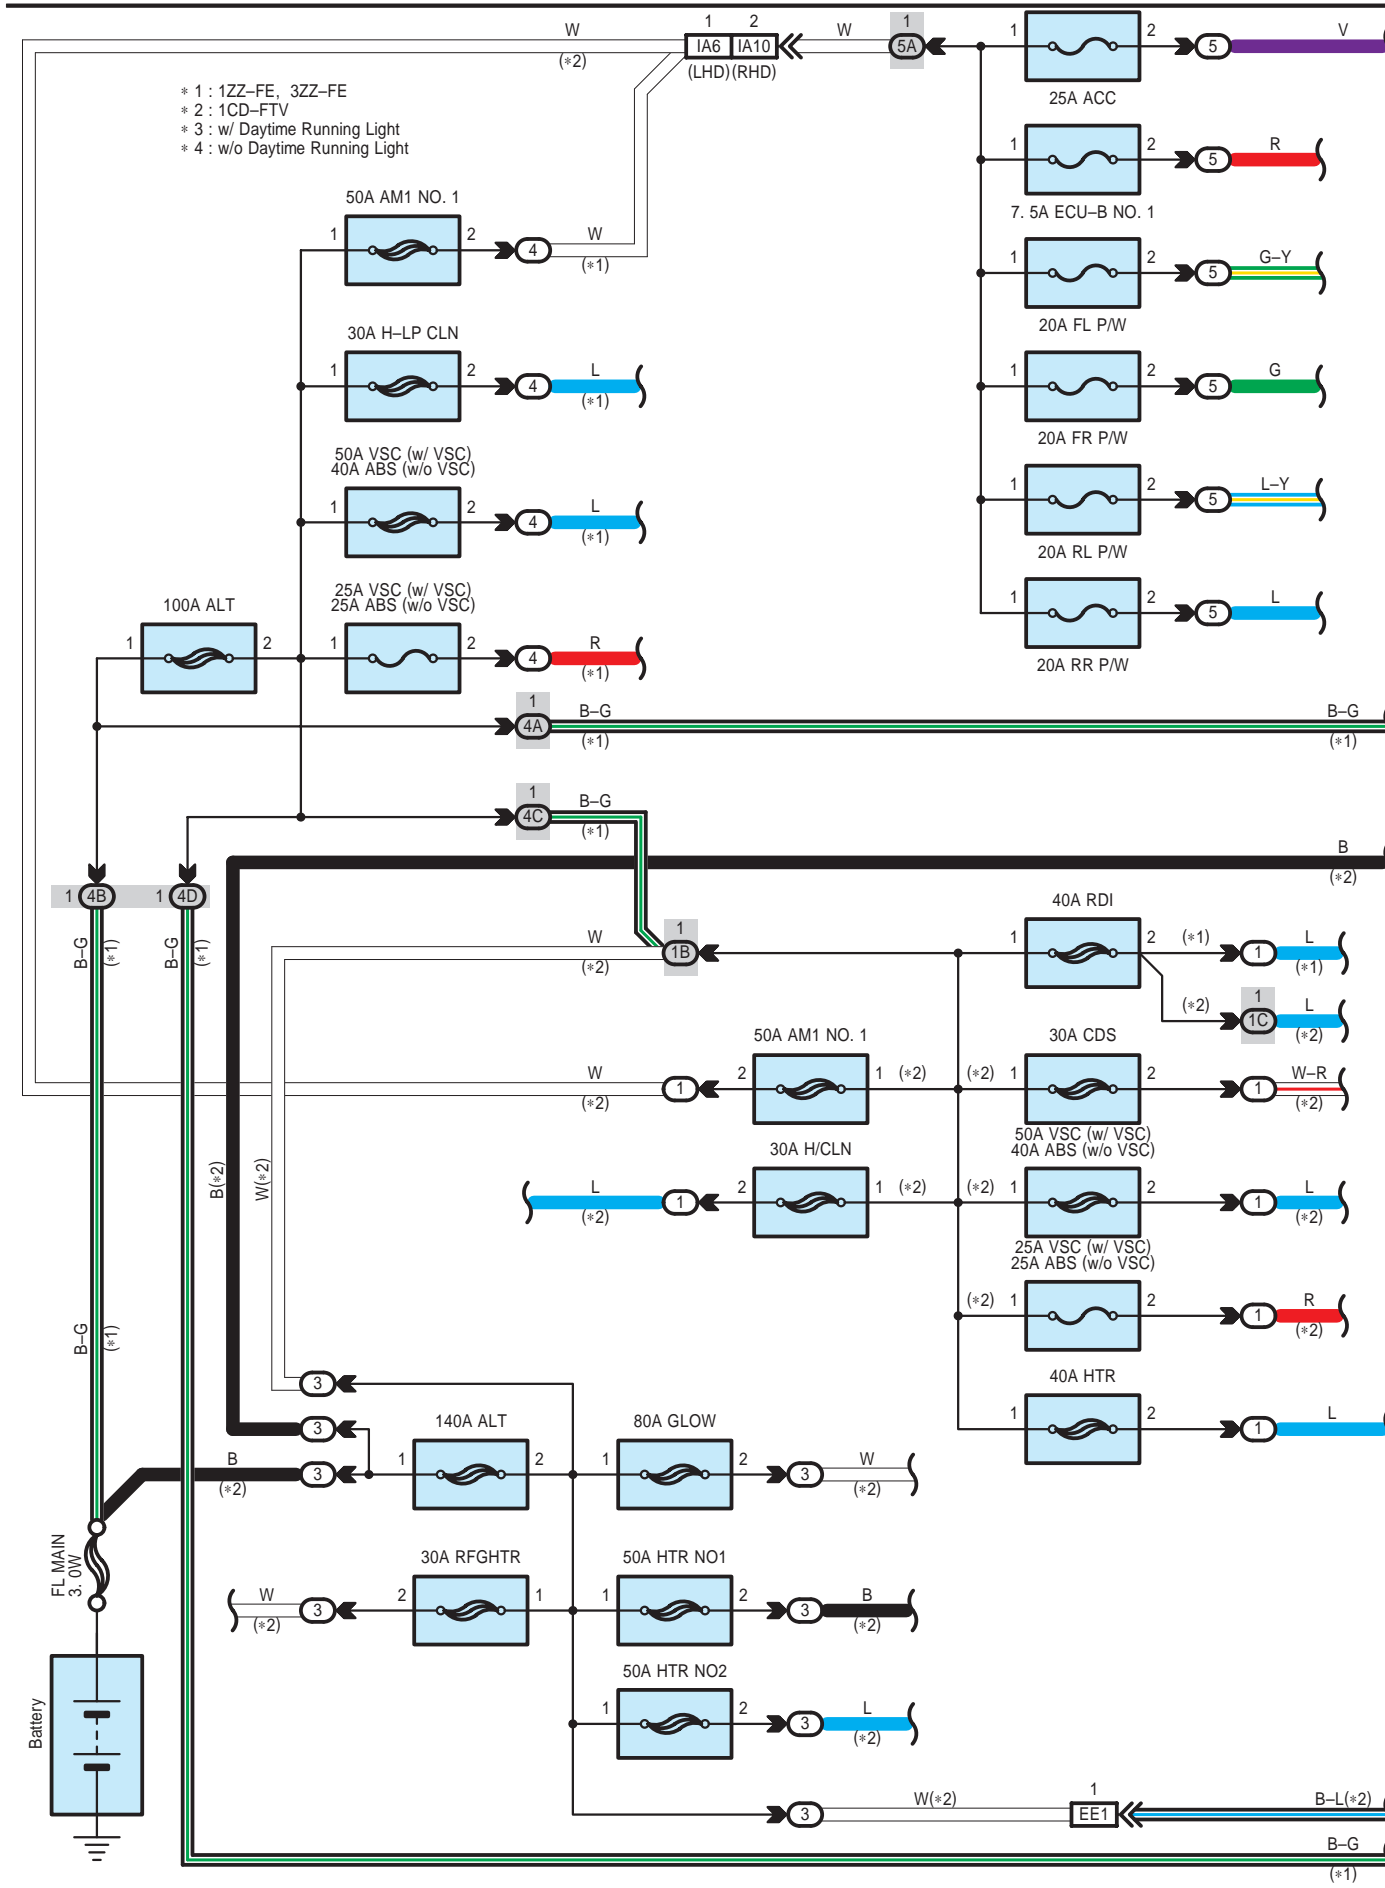 W
(*2)
1 2
IA6 IA10
(LHD) (RHD)
W
1
5A
1 2
25A ACC
5
V
* 1 : 1ZZ–FE, 3ZZ–FE
* 2 : 1CD–FTV
* 3 : w/ Daytime Running Light
* 4 : w/o Daytime Running Light
1 2
7. 5A ECU–B NO. 1
5
R
50A AM1 NO. 1
1 2
4
W
(*1)
1 2
20A FL P/W
5
G–Y
30A H–LP CLN
1 2
4
L
(*1)
1 2
20A FR P/W
5
G
50A VSC (w/ VSC)
40A ABS (w/o VSC)
1 2
4
L
(*1)
1 2
20A RL P/W
5
L–Y
100A ALT
1 2
25A VSC (w/ VSC)
25A ABS (w/o VSC)
1 2
4
R
(*1)
1 2
20A RR P/W
5
L
1
4A
B–G
(*1)
B–G
(*1)
1
4C
B–G
(*1)
B
(*2)
1 4B
1 4D
B–G
(*1)
B–G
(*1)
W
(*2)
1
1B
40A RDI
1 2
(*1)
1
L
(*1)
(*2)
1
1C
L
(*2)
W
(*2)
1
50A AM1 NO. 1
2 1
(*2)
(*2)
30A CDS
1 2
1
W–R
(*2)
L
(*2)
1
30A H/CLN
2 1
(*2)
(*2)
50A VSC (w/ VSC)
40A ABS (w/o VSC)
1 2
1
L
(*2)
B(*2)
W(*2)
(*2)
25A VSC (w/ VSC)
25A ABS (w/o VSC)
1 2
1
R
(*2)
B–G
(*1)
40A HTR
1 2
1
L
3
3
B
(*2)
3
140A ALT
1 2
80A GLOW
1 2
3
W
(*2)
FL MAIN
3. 0W
W
(*2)
3
30A RFGHTR
2 1
50A HTR NO1
1 2
3
B
(*2)
50A HTR NO2
1 2
3
L
(*2)
Battery
3
W(*2)
1
EE1
B–L(*2)
B–G
(*1)